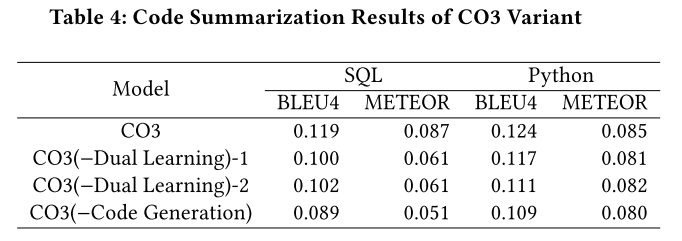 Table 4: Code Summarization Results of CO3 Variant
Model SQL Python
BLEU4 METEOR BLEU4 METEOR
CO3 0.119 0.087 0.124 0.085
CO3(−Dual Learning)-1 0.100 0.061 0.117 0.081
CO3(−Dual Learning)-2 0.102 0.061 0.111 0.082
CO3(−Code Generation) 0.089 0.051 0.109 0.080